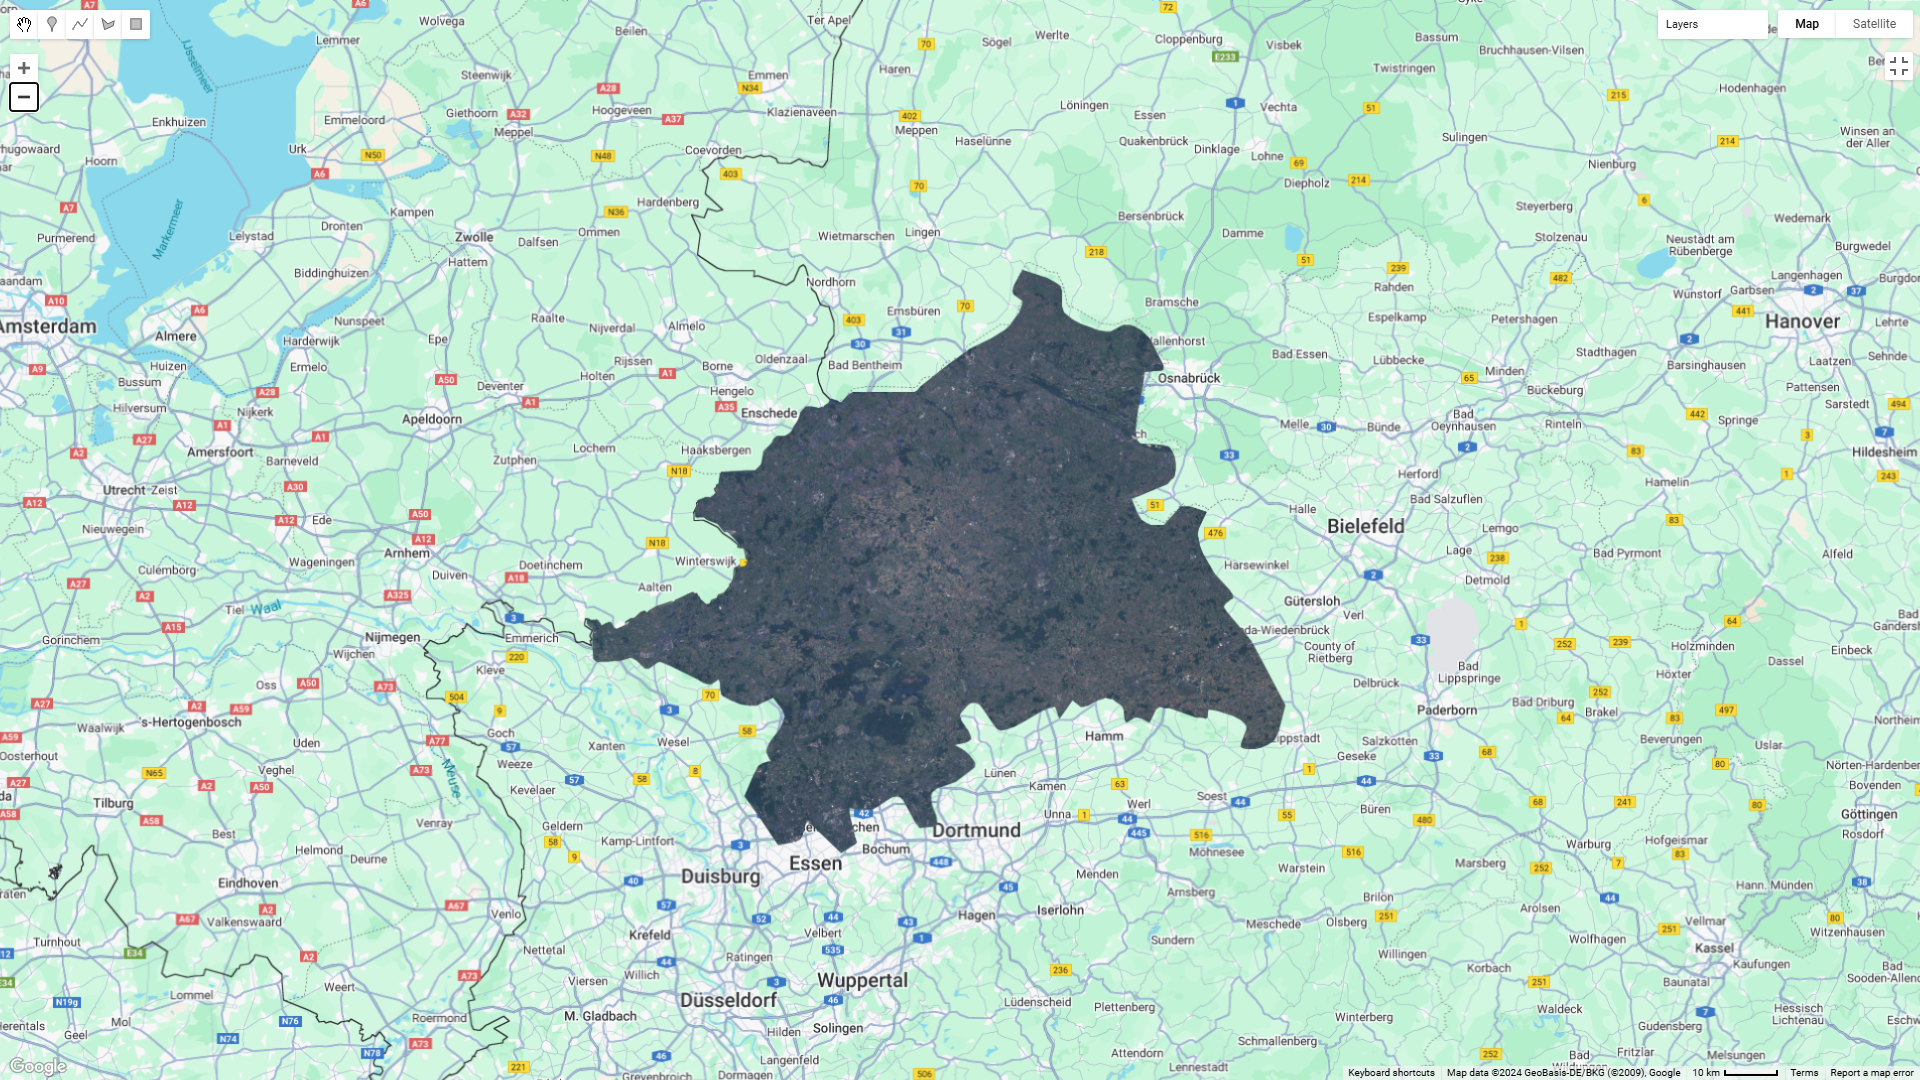 Layers
Map
Satellite
Wolvega
Beilen
Ter Apel
Werlte
Cloppenburg
Visbek
Bassum
Bruchhausen-Vilsen
Lemmer
Sögel
Steenwijk
Emmen
Haren
Twistringen
Hodenhagen
IJsselmeer
Enkhuizen
Emmeloord
Giethoorn
Meppel
Hoogeveen
Klazienaveen
Meppen
Löningen
Essen
Vechta
Sulingen
Winsen an
der Aller
Hoorn
Urk
Coevorden
Haselünne
Quakenbrück
Dinklage
Lohne
Nienburg
Diepholz
Markermeer
Purmerend
Lelystad
Dronten
Kampen
Zwolle
Hattem
Dalfsen
Ommen
Hardenberg
Wietmarschen
Lingen
Bersenbrück
Damme
Steyerberg
Stolzenau
Wedemark
Neustadt am
Rübenberge
Burgwedel
Biddinghuizen
Nordhorn
Emsbüren
Bramsche
Rahden
Espelkamp
Petershagen
Wunstorf
Garbsen
Langenhagen
Amsterdam
Almere
Nunspeet
Harderwijk
Raalte
Epe
Nijverdal
Almelo
Hanover
Lehrte
Huizen
Bussum
Ermelo
Deventer
Holten
Rijssen
Borne
Hengelo
Oldenzaal
Bad Bentheim
Osnabrück
Bad Essen
Lübbecke
Minden
Bückeburg
Stadthagen
Barsinghausen
Laatzen
Sehnde
Pattensen
Sarstedt
Hilversum
Nijkerk
Apeldoorn
Enschede
Melle
Bünde
Bad
Oeynhausen
Rinteln
Springe
Amersfoort
Barneveld
Lochem
Zutphen
Haaksbergen
Herford
Hamelin
Hildesheim
Utrecht
Zeist
Nieuwegein
Ede
Wageningen
Arnhem
Duiven
Doetinchem
Winterswijk
Aalten
Halle
Bielefeld
Bad Salzuflen
Lemgo
Lage
Detmold
Bad Pyrmont
Alfeld
Harsewinkel
Gütersloh
Verl
Culemborg
Tiel
Waal
Gorinchem
Nijmegen
Wijchen
Emmerich
Kleve
County of
Rietberg
Delbrück
Bad
Lippspringe
Paderborn
Bad Driburg
Brakel
Höxter
Holzminden
Dassel
Einbeck
Oss
Waalwijk
's-Hertogenbosch
Uden
Veghel
Goch
Weeze
Xanten
Wesel
Hamm
Salzkotten
Geseke
Beverungen
Uslar
Kevelaer
Meuse
Tilburg
Best
Venray
Geldern
Kamp-Lintfort
Lünen
Kamen
Unna
Werl
Soest
Büren
Dortmund
Bochum
Essen
Duisburg
Möhnesee
Warstein
Marsberg
Warburg
Hofgeismar
Göttingen
Rosdorf
Bovenden
Helmond
Deurne
Eindhoven
Valkenswaard
Venlo
Krefeld
Velbert
Hagen
Menden
Iserlohn
Arnsberg
Meschede
Olsberg
Brilon
Arolsen
Hann. Münden
Turnhout
Nettetal
Viersen
Willich
Ratingen
Wuppertal
Sundern
Willingen
Korbach
Wolfhagen
Vellmar
Kassel
Kaufungen
Witzenhausen
Weert
Lommel
Düsseldorf
M. Gladbach
Solingen
Hilden
Lüdenscheid
Plettenberg
Winterberg
Waldeck
Baunatal
Bad
Sooden-Allend
Mol
Geel
Roermond
Langenfeld
Dormagen
Grevenbroich
Attendorn
Lennestadt
Schmallenberg
Gudensberg
Hessisch
Lichtenau
Fritzlar
Melsungen
Google
Keyboard shortcuts
Map data ©2024 GeoBasis-DE/BKG (©2009), Google
10 km
Terms
Report a map error